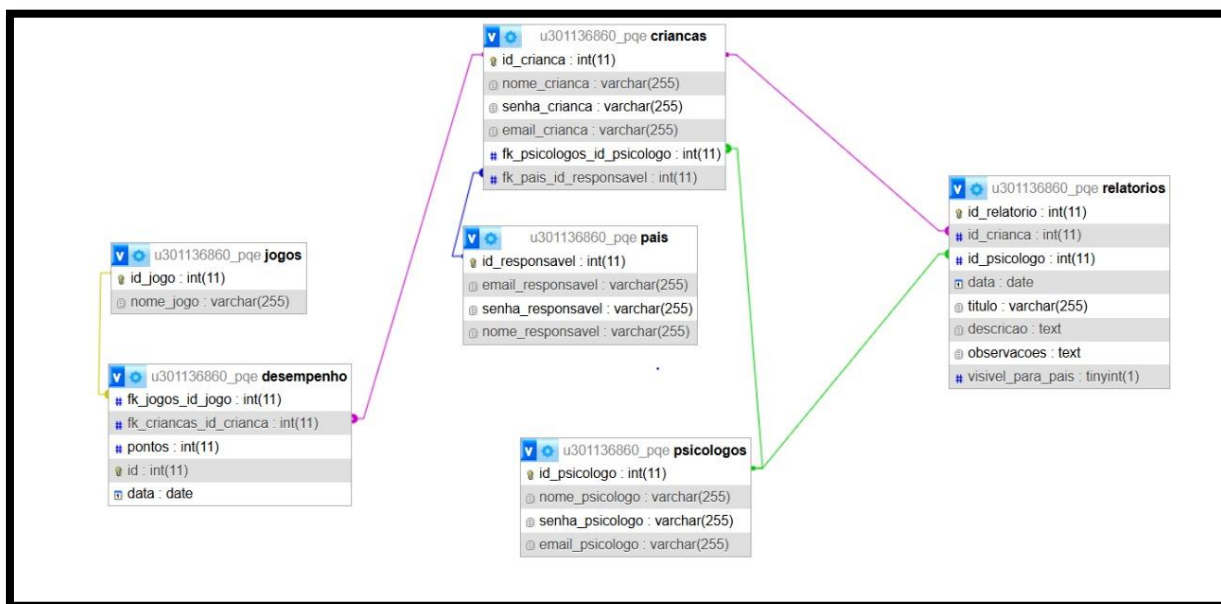 u301136860_pqe criancas
id_crianca : int(11)
nome_crianca : varchar(255)
senha_crianca : varchar(255)
email_crianca : varchar(255)
# fk_psicologos_id_psicologo : int(11)
# fk_pais_id_responsavel : int(11)
u301136860_pqe relatorios
id_relatorio : int(11)
# id_crianca : int(11)
# id_psicologo : int(11)
data : date
titulo : varchar(255)
descricao : text
observacoes : text
# visivel_para_pais : tinyint(1)
u301136860_pqe pais
id_responsavel : int(11)
email_responsavel : varchar(255)
senha_responsavel : varchar(255)
nome_responsavel : varchar(255)
u301136860_pqe jogos
id_jogo : int(11)
nome_jogo : varchar(255)
u301136860_pqe desempenho
# fk_jogos_id_jogo : int(11)
# fk_criancas_id_crianca : int(11)
# pontos : int(11)
id : int(11)
data : date
u301136860_pqe psicologos
id_psicologo : int(11)
nome_psicologo : varchar(255)
senha_psicologo : varchar(255)
email_psicologo : varchar(255)